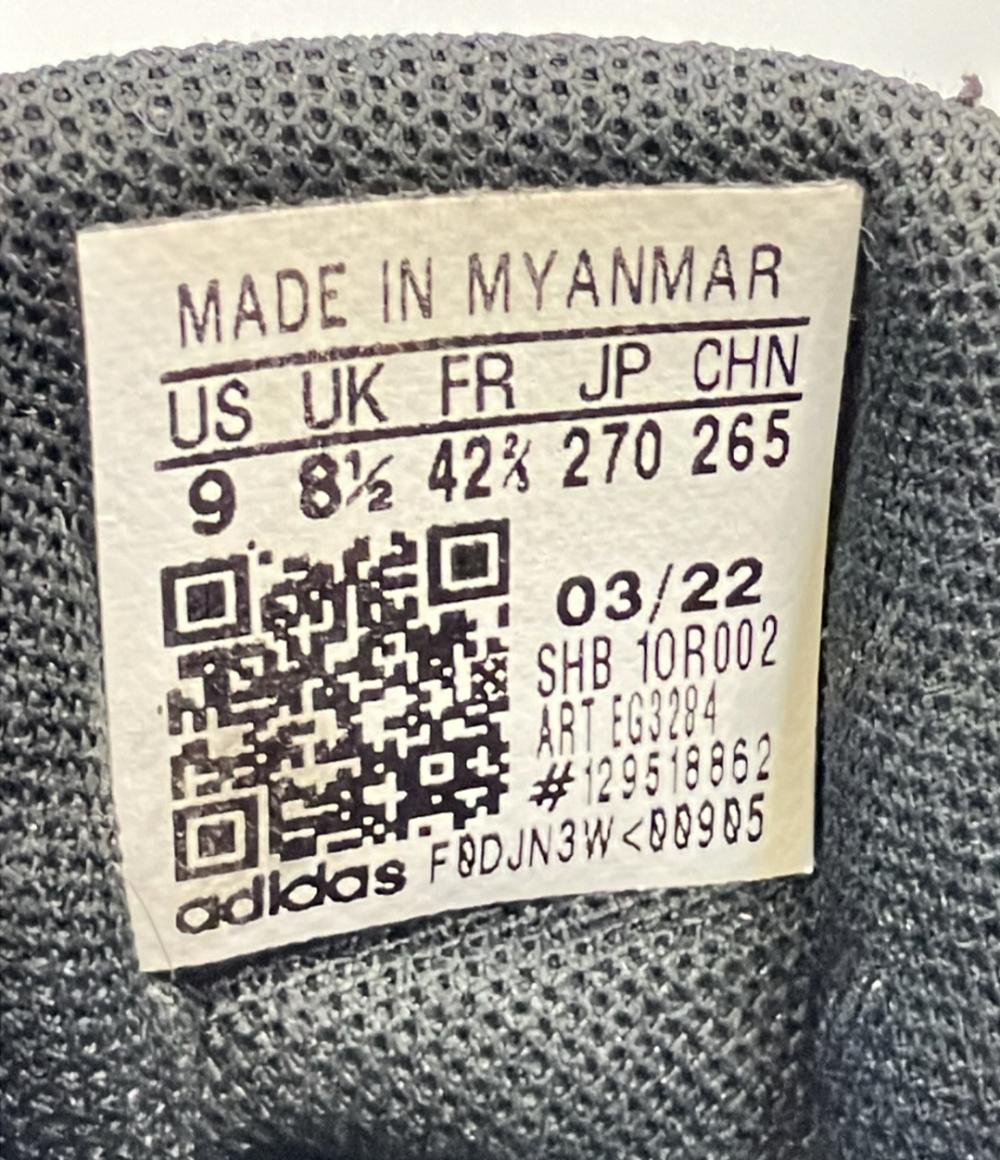 MADE IN MYANMAR
US UK FR JP CHN
9 8½ 42⅔ 270 265
03/22
SHB 10R002
ART EG3284
#129518862
adidas F0DJN3W<00905